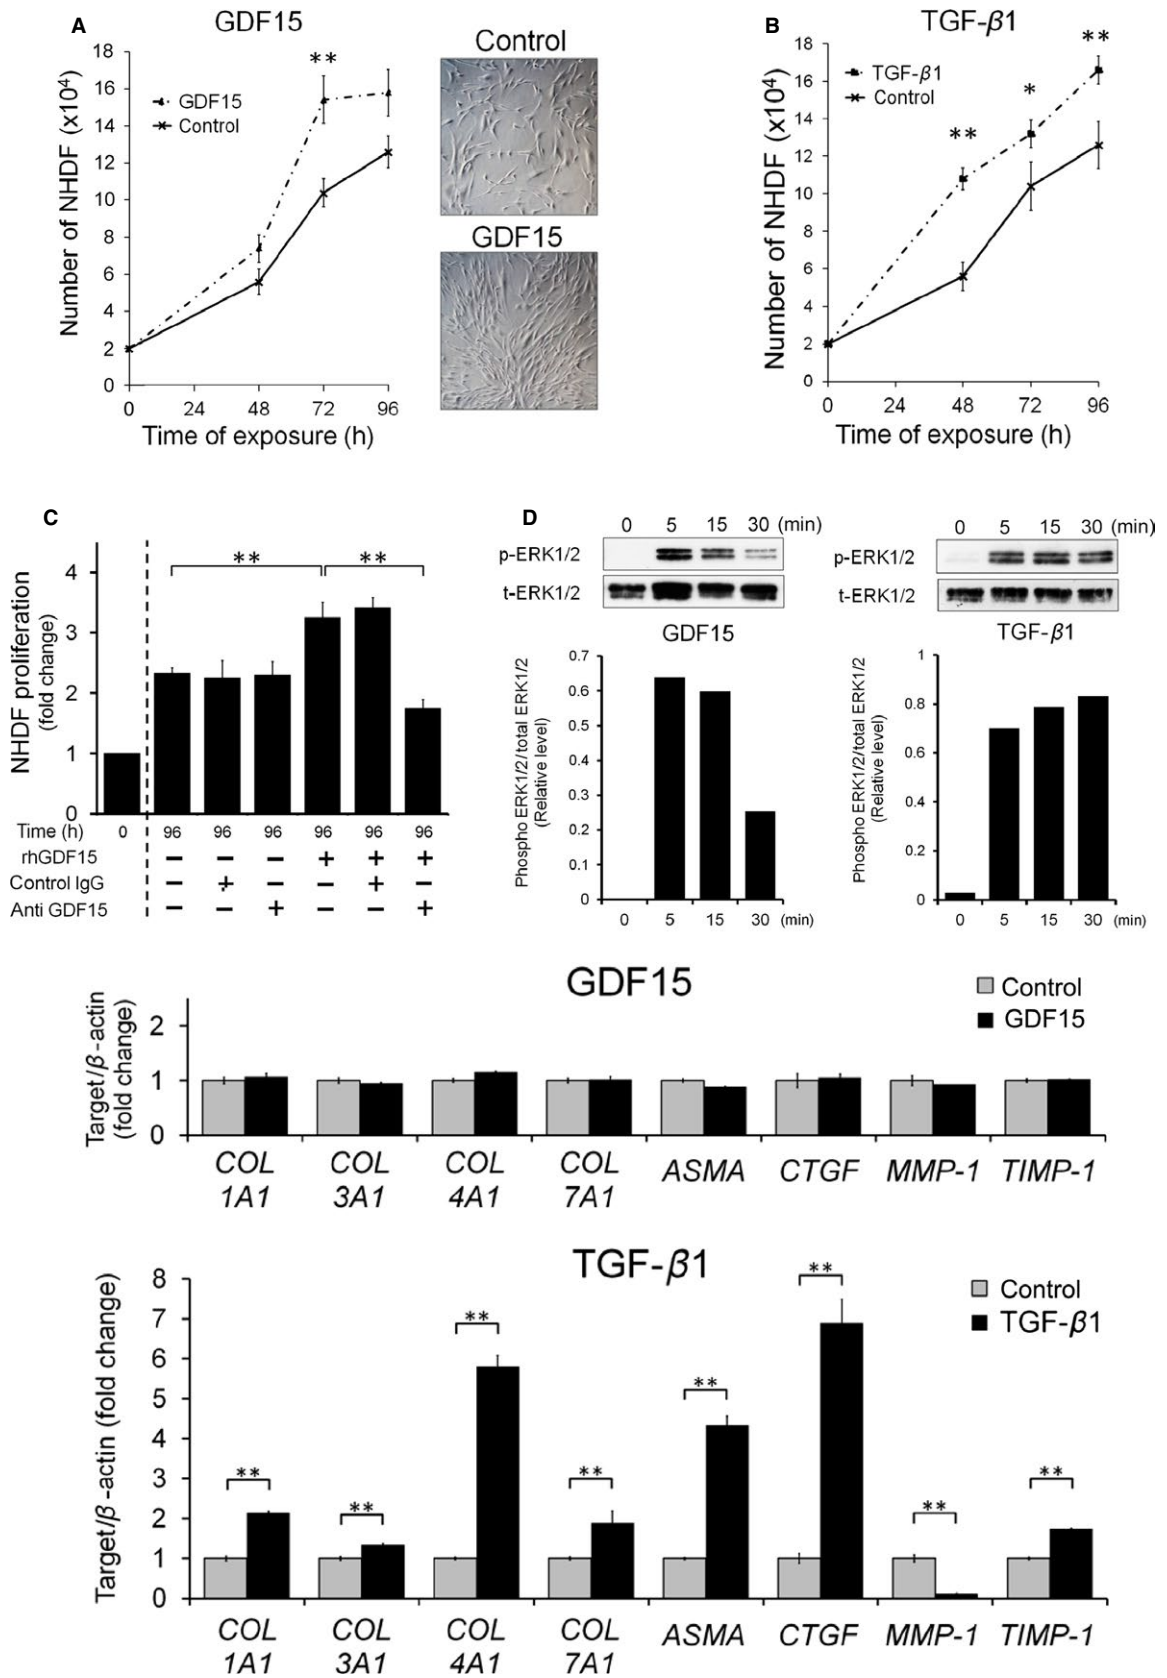 A
GDF15
Number of NHDF (x10⁴)
18
16
14
12
10
8
6
4
2
0
**
GDF15
Control
0 24 48 72 96
Time of exposure (h)
Control
GDF15
B
TGF-β1
Number of NHDF (x10⁴)
18
16
14
12
10
8
6
4
2
0
TGF-β1
Control
**
*
**
0 24 48 72 96
Time of exposure (h)
C
NHDF proliferation
(fold change)
4
3
2
1
0
** **
Time (h) 0 96 96 96 96 96 96
rhGDF15 − − − + + +
Control IgG − + − − + −
Anti GDF15 − − + − − +
D
0 5 15 30 (min)
p-ERK1/2
t-ERK1/2
GDF15
Phospho ERK1/2/total ERK1/2
(Relative level)
0.7
0.6
0.5
0.4
0.3
0.2
0.1
0
0 5 15 30 (min)
0 5 15 30 (min)
p-ERK1/2
t-ERK1/2
TGF-β1
Phospho ERK1/2/total ERK1/2
(Relative level)
1
0.8
0.6
0.4
0.2
0
0 5 15 30 (min)
GDF15
Control
GDF15
Target/β-actin
(fold change)
2
1
0
COL COL COL COL ASMA CTGF MMP-1 TIMP-1
1A1 3A1 4A1 7A1
TGF-β1
Control
TGF-β1
Target/β-actin (fold change)
8
7
6
5
4
3
2
1
0
** ** ** ** ** ** ** **
COL COL COL COL ASMA CTGF MMP-1 TIMP-1
1A1 3A1 4A1 7A1